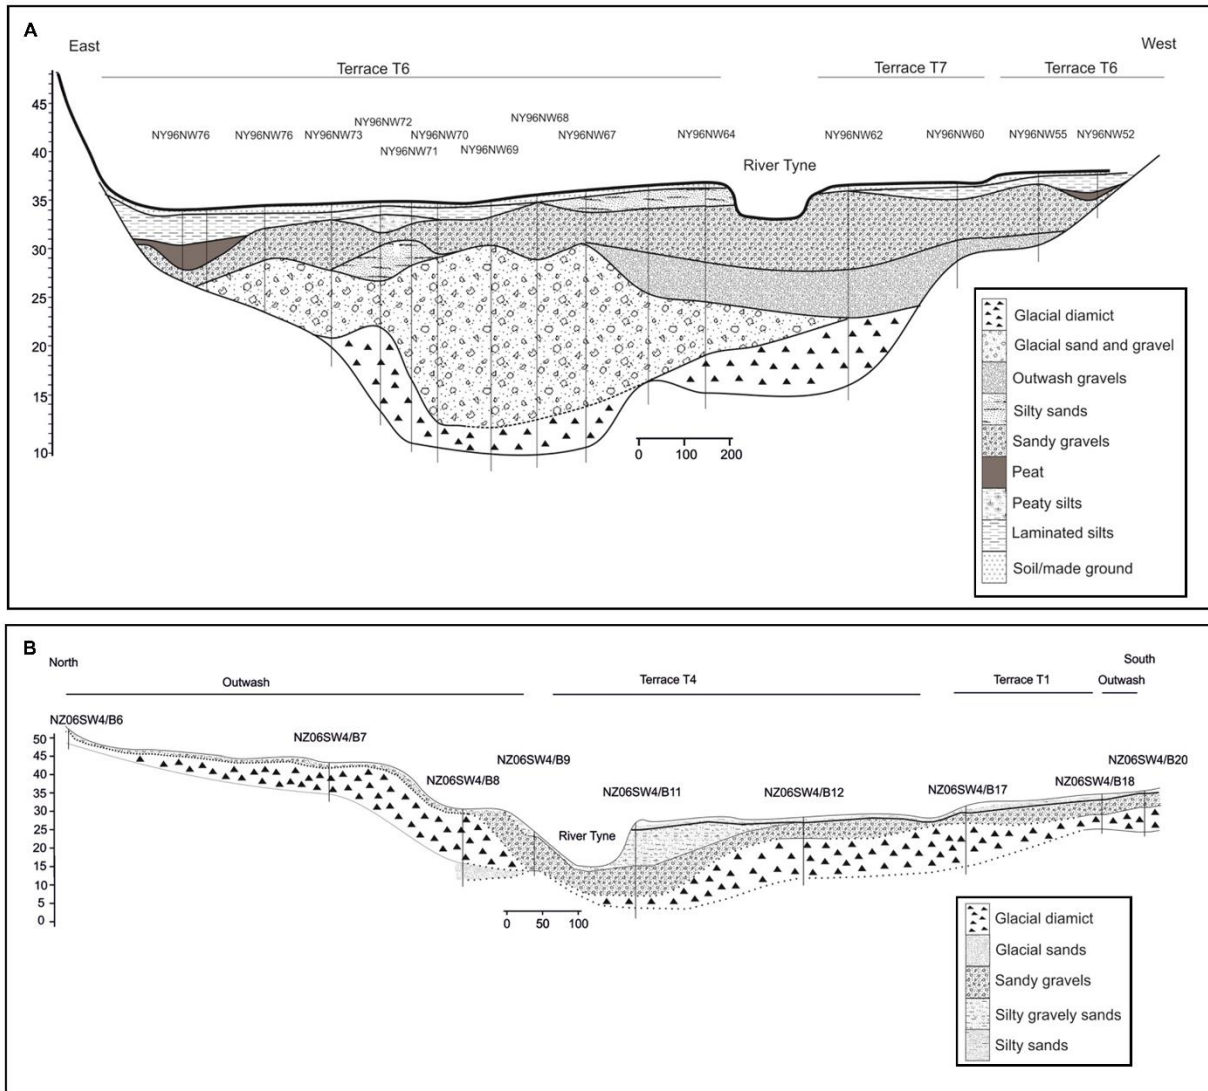 A
East
West
Terrace T6
Terrace T7
Terrace T6
45
40
35
30
25
20
15
10
NY96NW76
NY96NW76
NY96NW73
NY96NW72
NY96NW71
NY96NW70
NY96NW69
NY96NW68
NY96NW67
NY96NW64
River Tyne
NY96NW62
NY96NW60
NY96NW55
NY96NW52
0 100 200
Glacial diamict
Glacial sand and gravel
Outwash gravels
Silty sands
Sandy gravels
Peat
Peaty silts
Laminated silts
Soil/made ground
B
North
South
Outwash
Terrace T4
Terrace T1
Outwash
50
45
40
35
30
25
20
15
10
5
0
NZ06SW4/B6
NZ06SW4/B7
NZ06SW4/B8
NZ06SW4/B9
River Tyne
NZ06SW4/B11
NZ06SW4/B12
NZ06SW4/B17
NZ06SW4/B18
NZ06SW4/B20
0 50 100
Glacial diamict
Glacial sands
Sandy gravels
Silty gravely sands
Silty sands